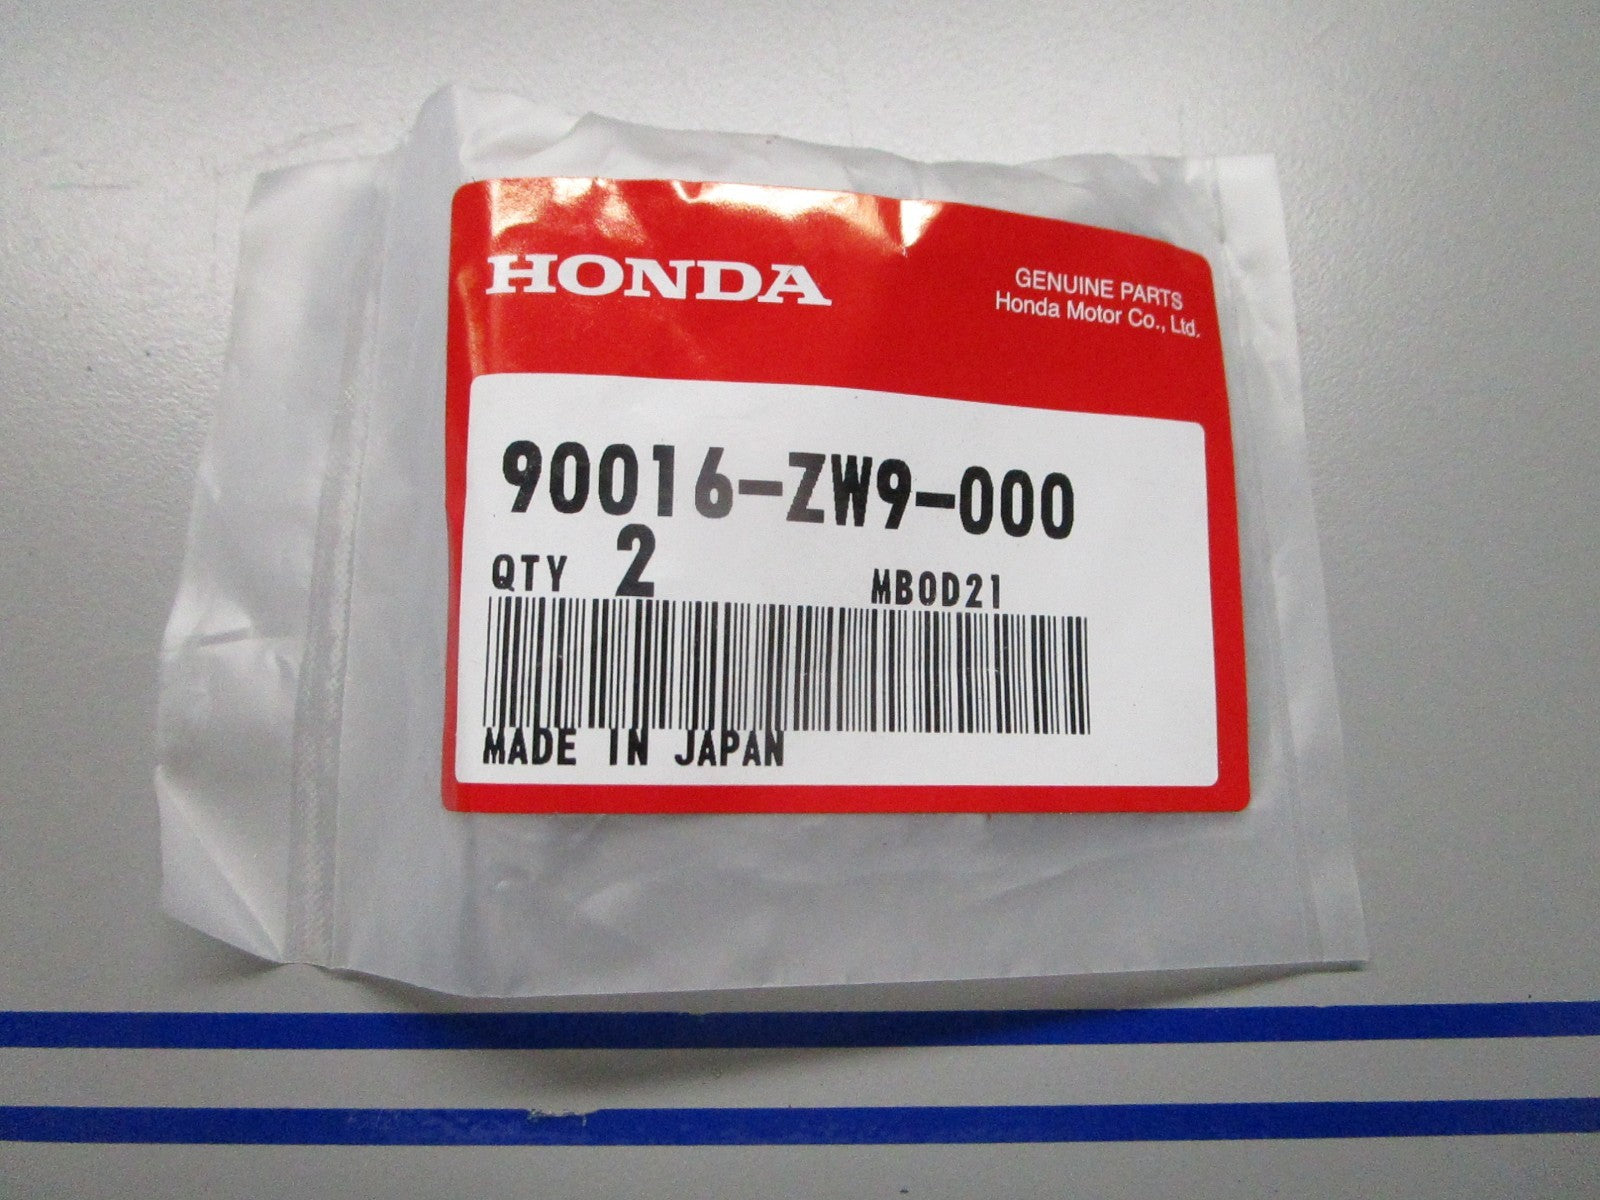 HONDA
GENUINE PARTS
Honda Motor Co., Ltd.
90016-ZW9-000
QTY 2 MB0D21
MADE IN JAPAN